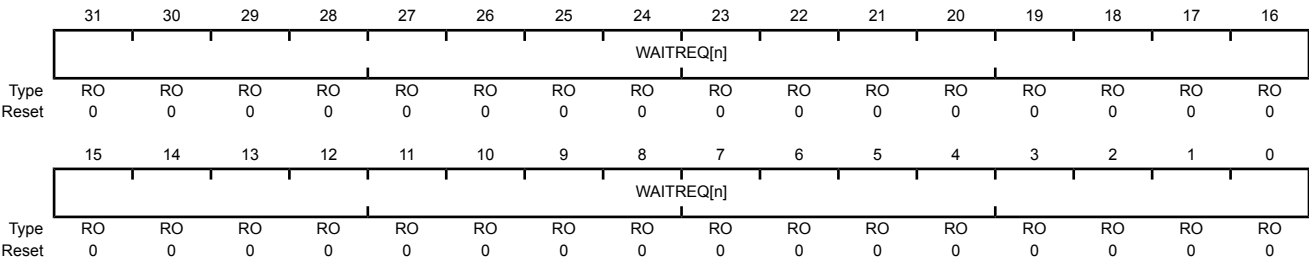 31 30 29 28 27 26 25 24 23 22 21 20 19 18 17 16
WAITREQ[n]
Type RO RO RO RO RO RO RO RO RO RO RO RO RO RO RO RO
Reset 0 0 0 0 0 0 0 0 0 0 0 0 0 0 0 0
15 14 13 12 11 10 9 8 7 6 5 4 3 2 1 0
WAITREQ[n]
Type RO RO RO RO RO RO RO RO RO RO RO RO RO RO RO RO
Reset 0 0 0 0 0 0 0 0 0 0 0 0 0 0 0 0